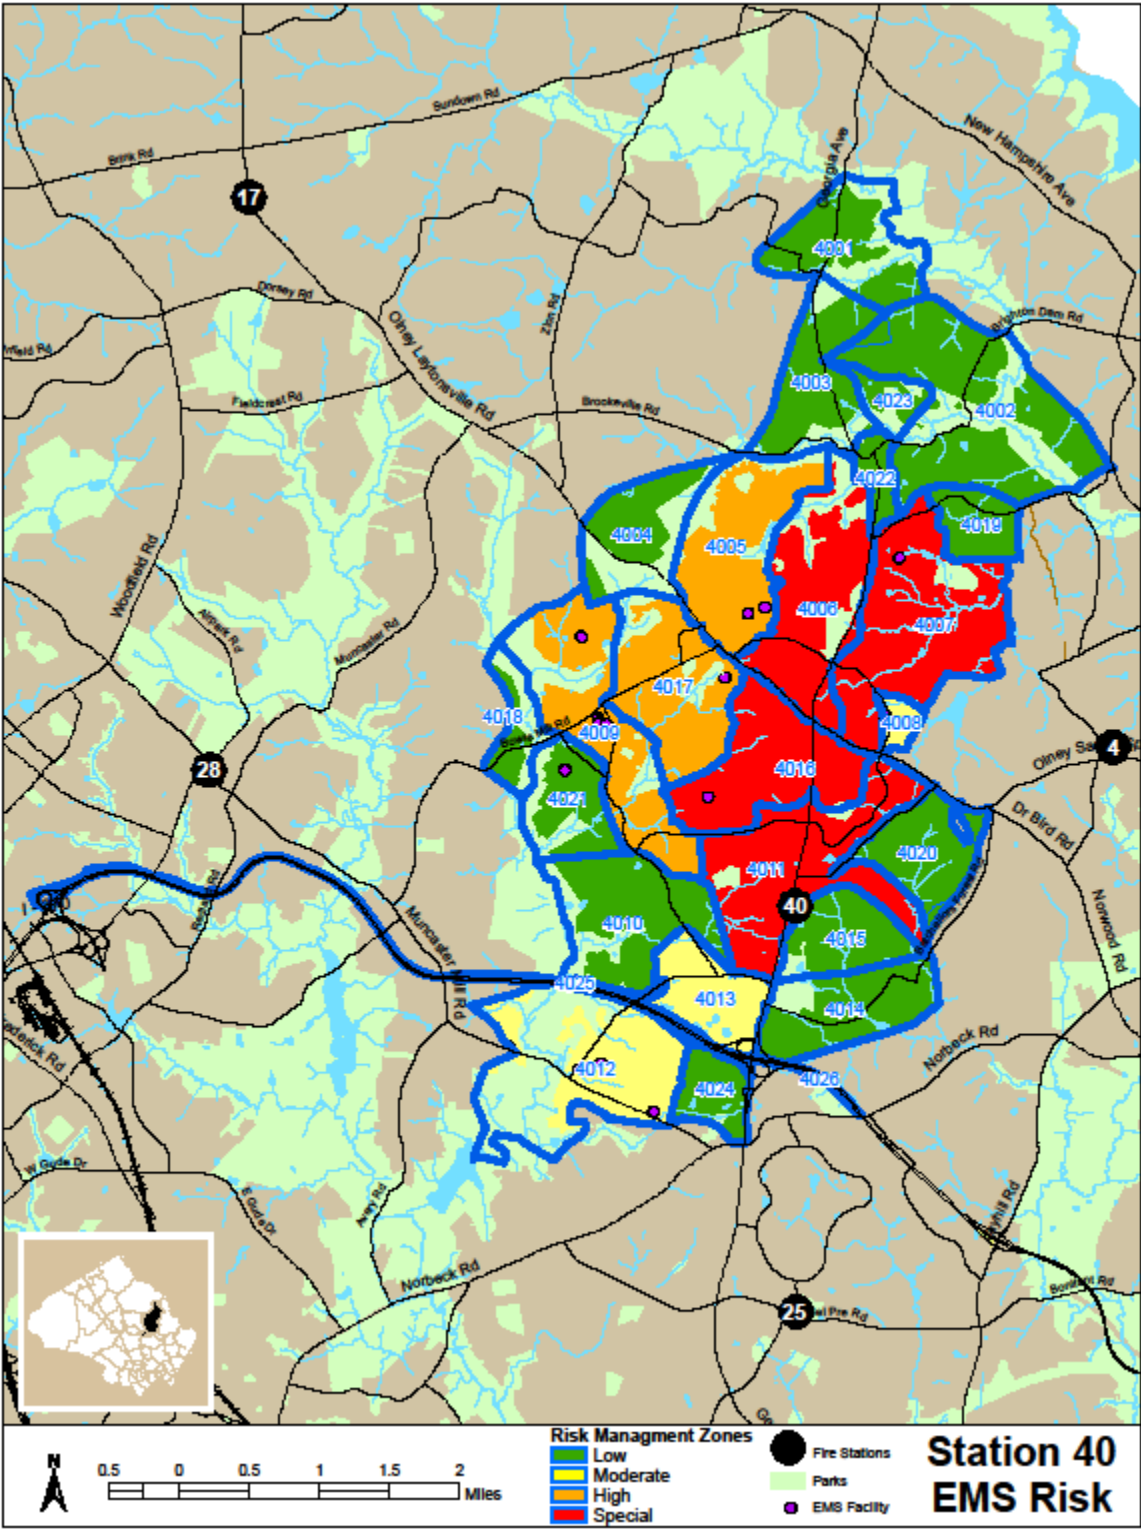 Sundown Rd
Brink Rd
New Hampshire Ave
Georgia Ave
17
4001
Dorsey Rd
Zion Rd
Brighton Dam Rd
Olney Laytonsville Rd
4003
Fieldcrest Rd
Brookeville Rd
4023
4002
4022
4004
4005
4019
Woodfield Rd
4006
4007
Airpark Rd
Muncaster Rd
4017
4018
4009
4008
Bowie Mill Rd
4
28
4016
4021
Dr Bird Rd
4020
4011
40
Norwood Rd
4010
4015
Muncaster Mill Rd
Batchellors Forest Rd
4025
4013
4014
Norbeck Rd
4012
4026
4024
W Gude Dr
E Gude Dr
Avery Rd
Norbeck Rd
25
Bonifant Rd
Risk Managment Zones
Low
Moderate
High
Special
Fire Stations
Parks
EMS Facility
Station 40
EMS Risk
N
0.5 0 0.5 1 1.5 2
Miles